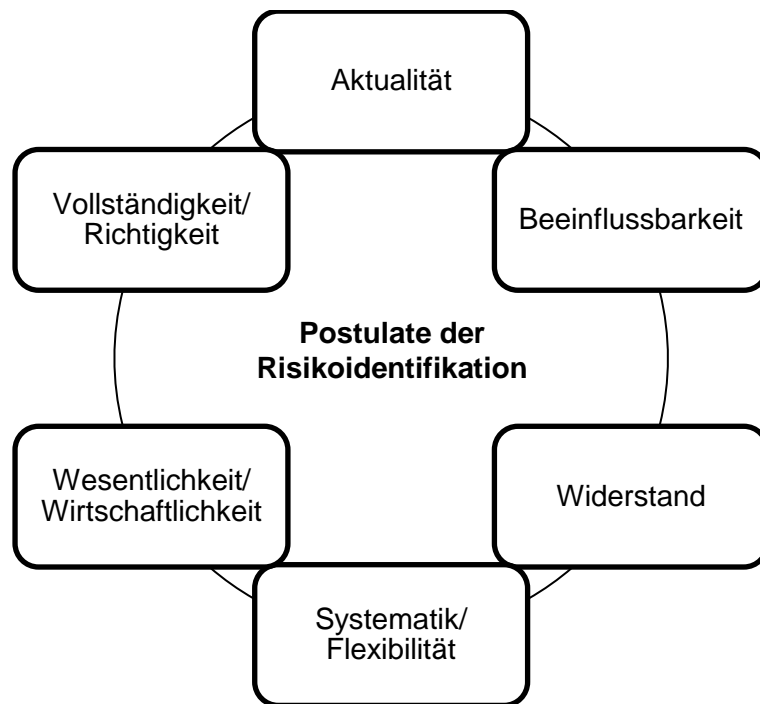 Aktualität
Vollständigkeit/
Richtigkeit
Beeinflussbarkeit
Postulate der
Risikoidentifikation
Wesentlichkeit/
Wirtschaftlichkeit
Widerstand
Systematik/
Flexibilität